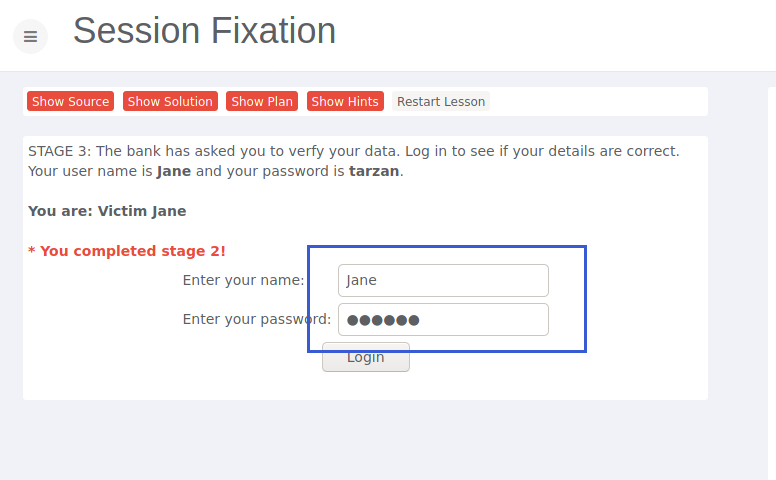 Session Fixation
Show Source Show Solution Show Plan Show Hints Restart Lesson
STAGE 3: The bank has asked you to verfy your data. Log in to see if your details are correct.
Your user name is Jane and your password is tarzan.
You are: Victim Jane
* You completed stage 2!
Enter your name: Jane
Enter your password: ●●●●●●
Login